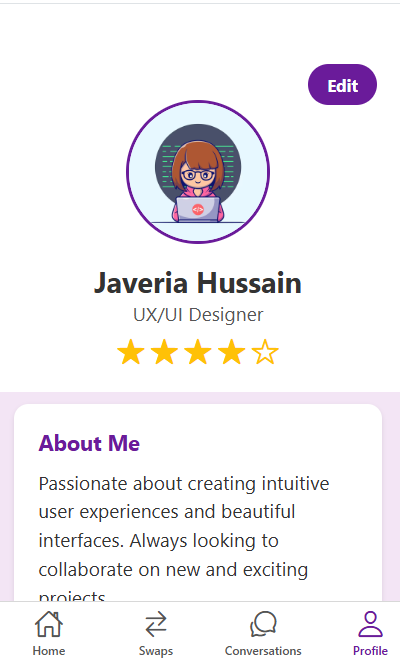 Edit
Javeria Hussain
UX/UI Designer
About Me
Passionate about creating intuitive
user experiences and beautiful
interfaces. Always looking to
collaborate on new and exciting
projects.
Home
Swaps
Conversations
Profile